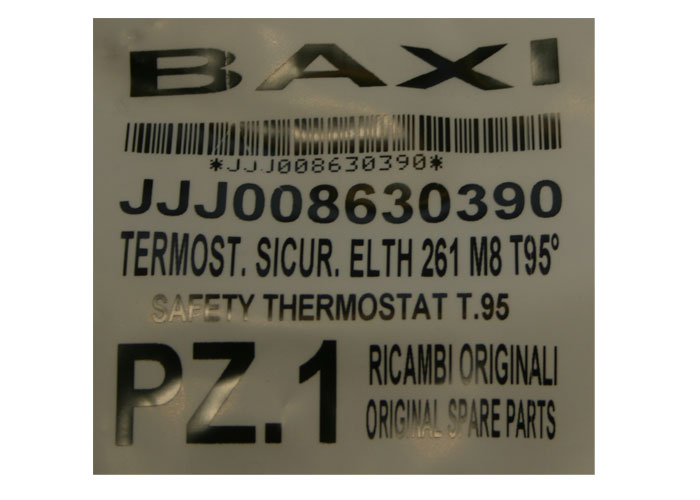 BAXI
*JJJ008630390*
JJJ008630390
TERMOST. SICUR. ELTH 261 M8 T95°
SAFETY THERMOSTAT T.95
PZ.1
RICAMBI ORIGINALI
ORIGINAL SPARE PARTS